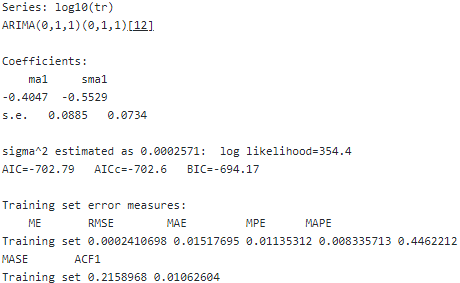 Series: log10(tr)
ARIMA(0,1,1)(0,1,1)[12]
Coefficients:
ma1 sma1
-0.4047 -0.5529
s.e. 0.0885 0.0734
sigma^2 estimated as 0.0002571: log likelihood=354.4
AIC=-702.79 AICc=-702.6 BIC=-694.17
Training set error measures:
ME RMSE MAE MPE MAPE
Training set 0.0002410698 0.01517695 0.01135312 0.008335713 0.4462212
MASE ACF1
Training set 0.2158968 0.01062604